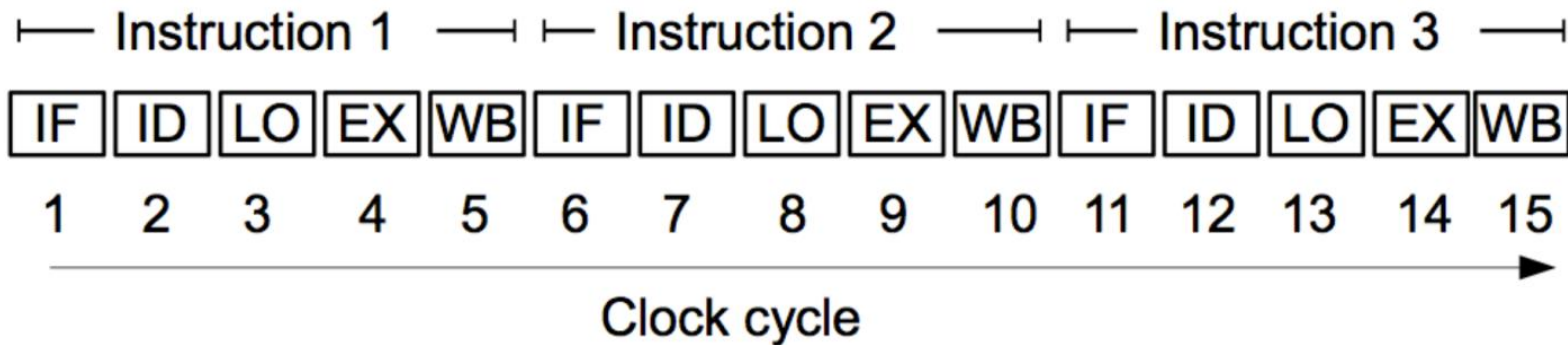 Instruction 1 Instruction 2 Instruction 3
IF ID LO EX WB IF ID LO EX WB IF ID LO EX WB
1 2 3 4 5 6 7 8 9 10 11 12 13 14 15
Clock cycle